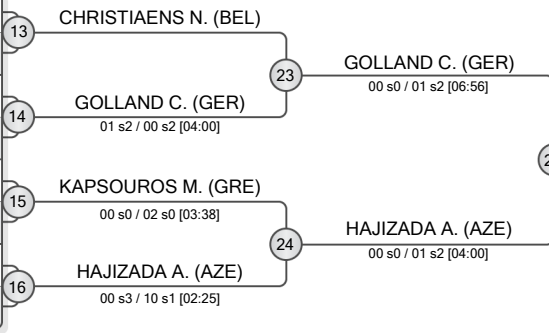 CHRISTIAENS N. (BEL)
13
23
GOLLAND C. (GER)
00 s0 / 01 s2 [06:56]
GOLLAND C. (GER)
14
01 s2 / 00 s2 [04:00]
KAPSOUROS M. (GRE)
15
00 s0 / 02 s0 [03:38]
24
HAJIZADA A. (AZE)
00 s0 / 01 s2 [04:00]
HAJIZADA A. (AZE)
16
00 s3 / 10 s1 [02:25]